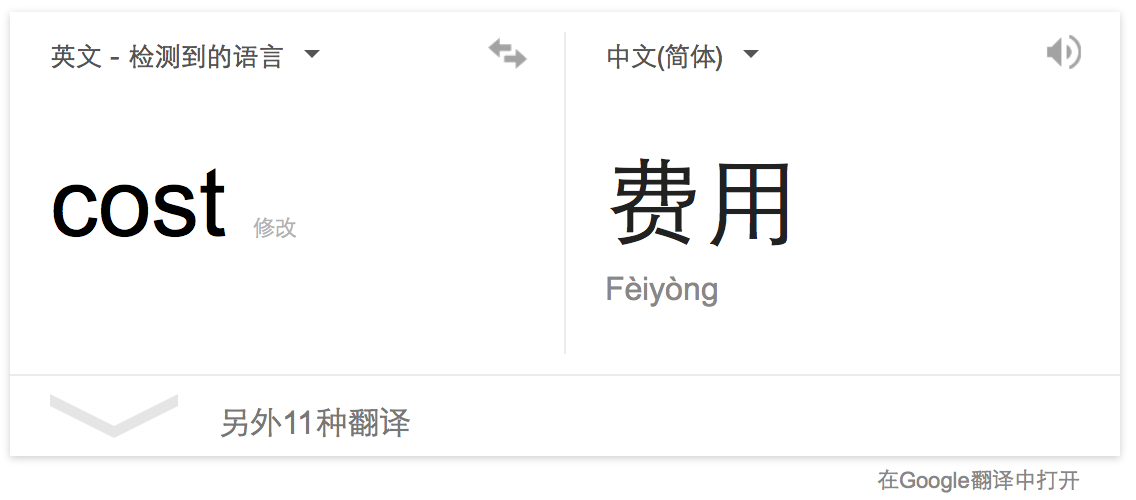 英文 - 检测到的语言
中文(简体)
cost 修改
费用
Fèiyòng
另外11种翻译
在Google翻译中打开